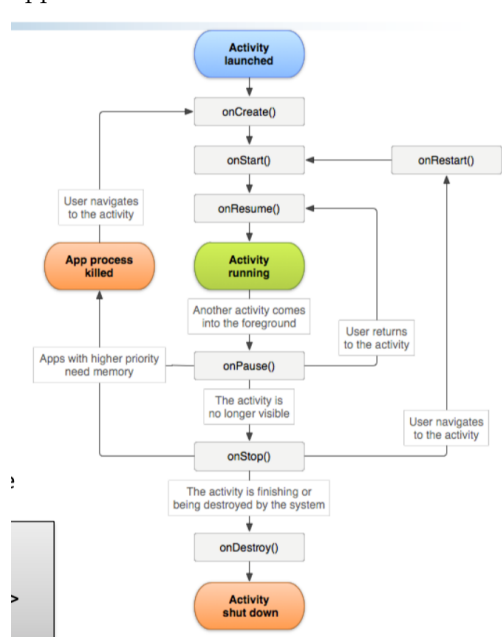 Activity
launched
onCreate()
onStart()
onRestart()
onResume()
User navigates
to the activity
App process
killed
Activity
running
Another activity comes
into the foreground
User returns
to the activity
Apps with higher priority
need memory
onPause()
The activity is
no longer visible
User navigates
to the activity
onStop()
The activity is finishing or
being destroyed by the system
onDestroy()
>
Activity
shut down